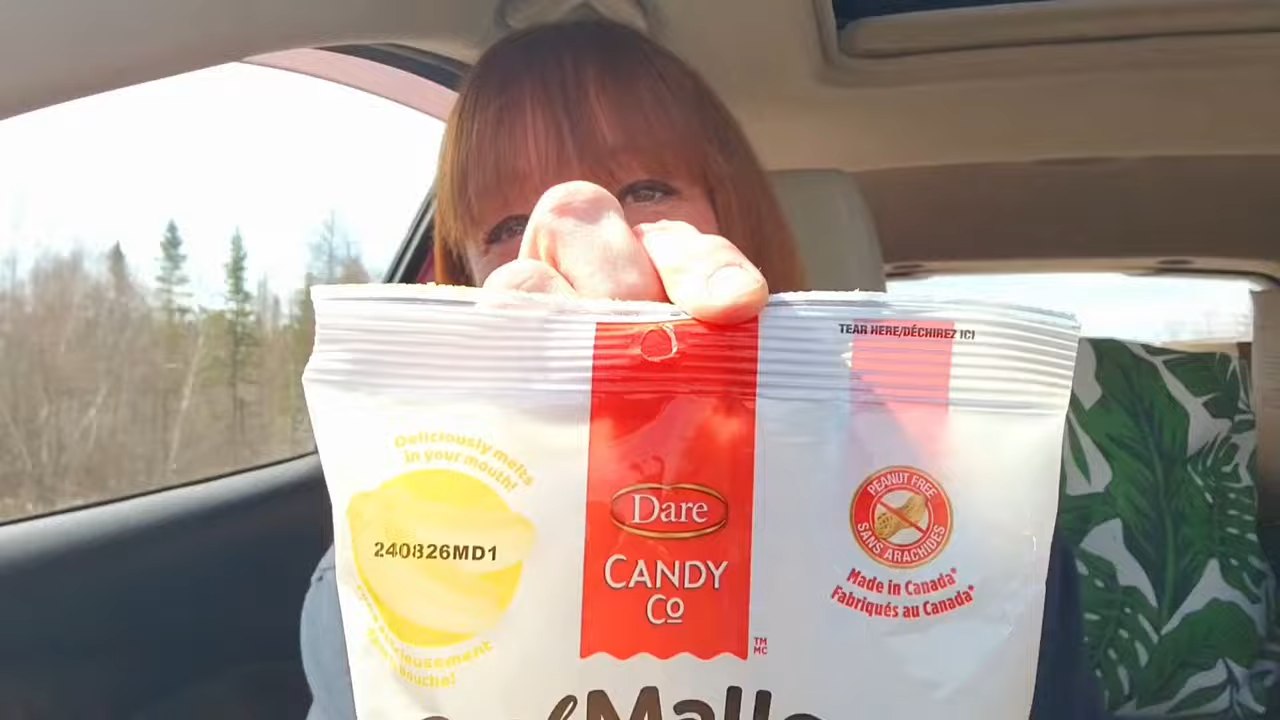 TEAR HERE/DÉCHIREZ ICI
Deliciously melts
in your mouth!
240826MD1
Dare
CANDY
Co
TM
MC
PEANUT FREE
SANS ARACHIDES
Made in Canada*
Fabriqués au Canada*